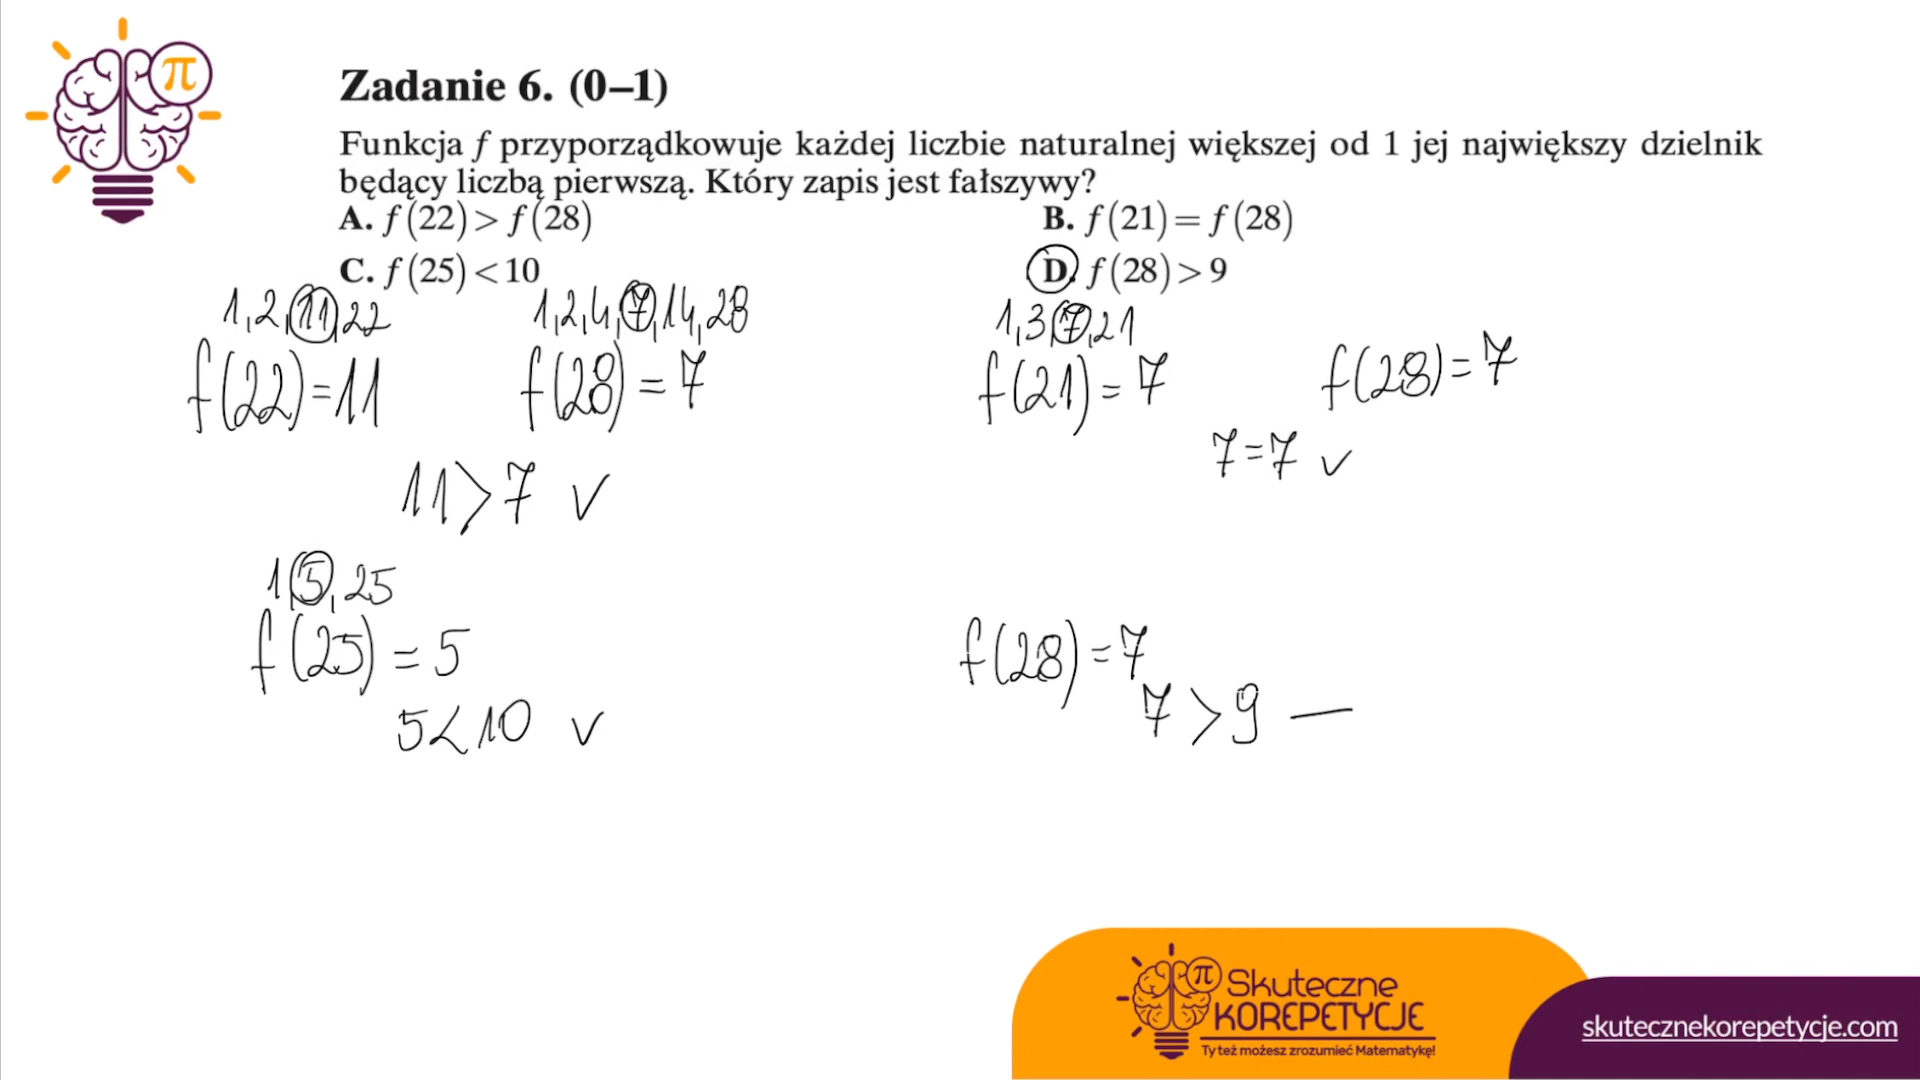 π
Zadanie 6. (0–1)
Funkcja f przyporządkowuje każdej liczbie naturalnej większej od 1 jej największy dzielnik
będący liczbą pierwszą. Który zapis jest fałszywy?
A. f(22) > f(28)
B. f(21) = f(28)
C. f(25) < 10
D. f(28) > 9
1, 2, 11, 22
1, 2, 4, 7, 14, 28
1, 3, 7, 21
f(22) = 11
f(28) = 7
f(21) = 7
f(28) = 7
7 = 7 v
11 > 7 v
1, 5, 25
f(25) = 5
f(28) = 7
5 < 10 v
7 > 9 —
π
Skuteczne
KOREPETYCJE
Ty też możesz zrozumieć Matematykę!
skutecznekorepetycje.com